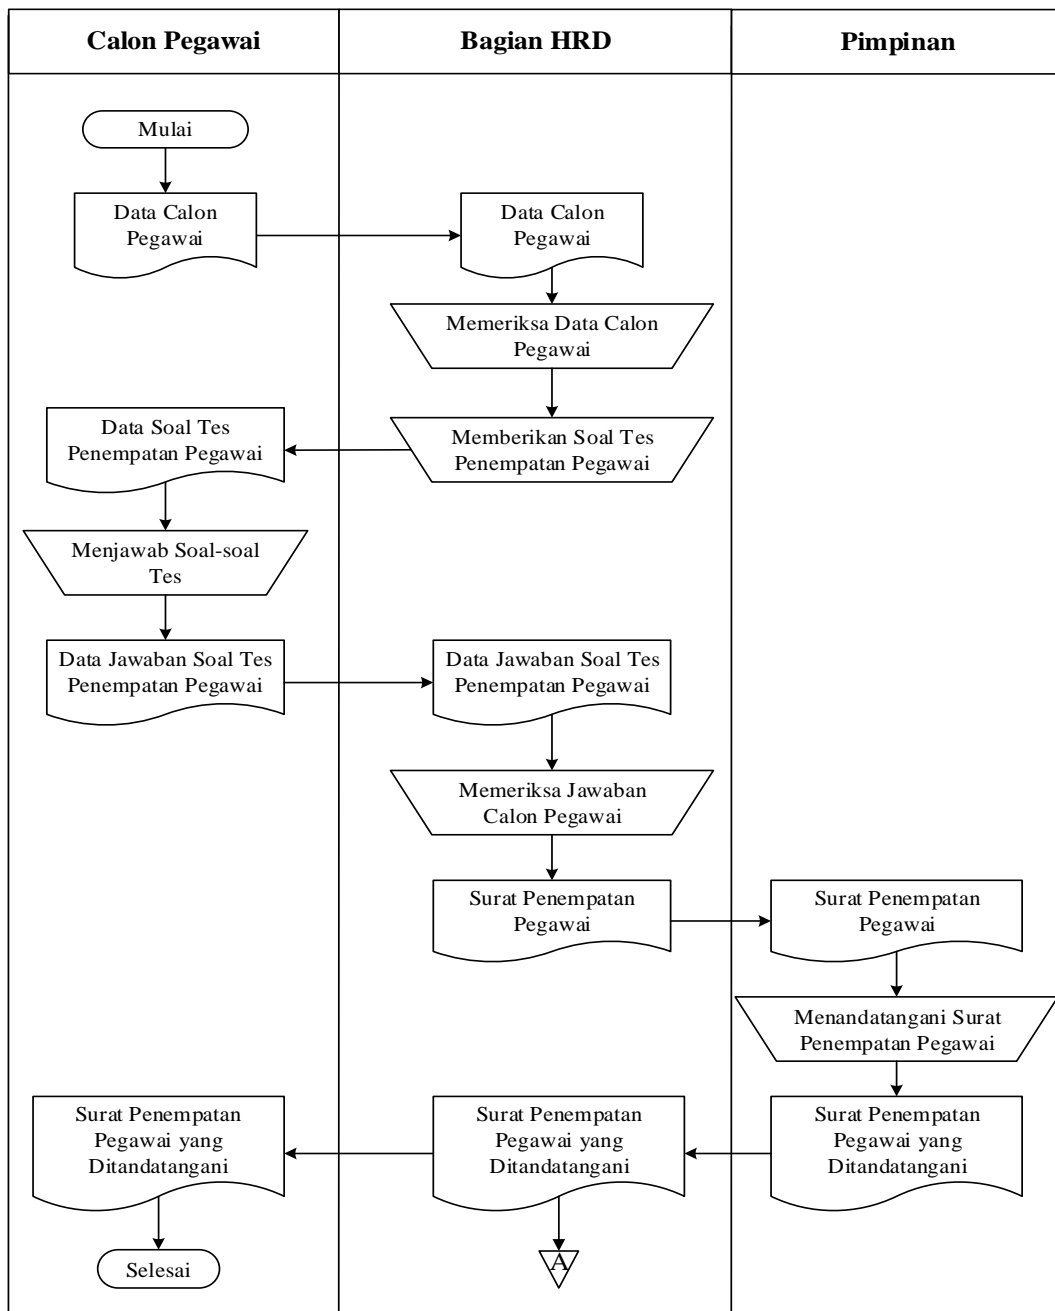 Calon Pegawai
Bagian HRD
Pimpinan
Mulai
Data Calon
Pegawai
Data Calon
Pegawai
Memeriksa Data Calon
Pegawai
Data Soal Tes
Penempatan Pegawai
Memberikan Soal Tes
Penempatan Pegawai
Menjawab Soal-soal
Tes
Data Jawaban Soal Tes
Penempatan Pegawai
Data Jawaban Soal Tes
Penempatan Pegawai
Memeriksa Jawaban
Calon Pegawai
Surat Penempatan
Pegawai
Surat Penempatan
Pegawai
Menandatangani Surat
Penempatan Pegawai
Surat Penempatan
Pegawai yang
Ditandatangani
Surat Penempatan
Pegawai yang
Ditandatangani
Surat Penempatan
Pegawai yang
Ditandatangani
Selesai
A